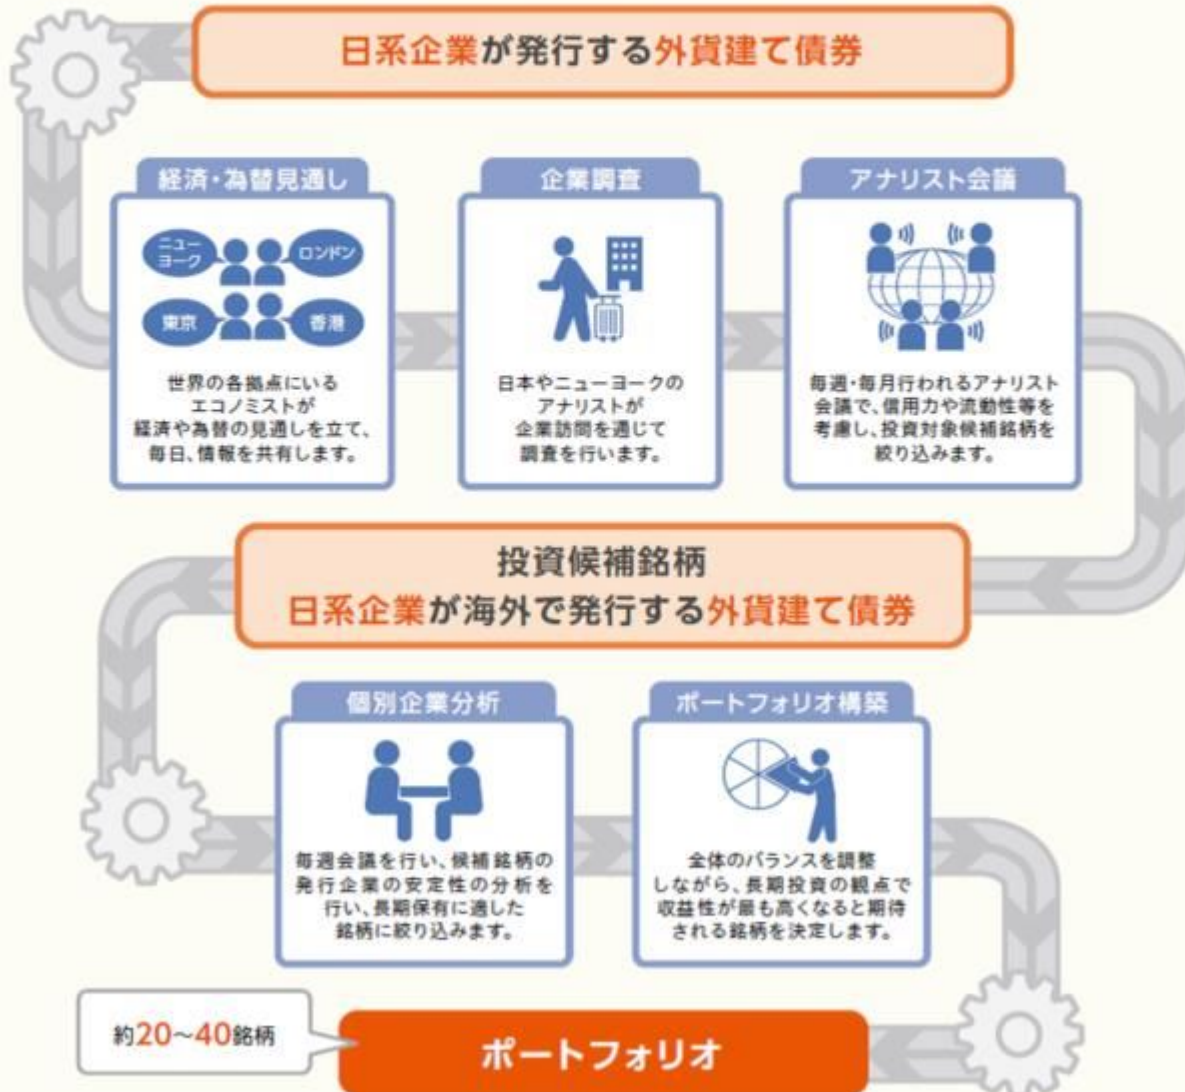 日系企業が発行する外貨建て債券
経済・為替見通し
ニュー
ヨーク
ロンドン
東京
香港
世界の各拠点にいる
エコノミストが
経済や為替の見通しを立て、
毎日、情報を共有します。
企業調査
日本やニューヨークの
アナリストが
企業訪問を通じて
調査を行います。
アナリスト会議
毎週・毎月行われるアナリスト
会議で、信用力や流動性等を
考慮し、投資対象候補銘柄を
絞り込みます。
投資候補銘柄
日系企業が海外で発行する外貨建て債券
個別企業分析
毎週会議を行い、候補銘柄の
発行企業の安定性の分析を
行い、長期保有に適した
銘柄に絞り込みます。
ポートフォリオ構築
全体のバランスを調整
しながら、長期投資の観点で
収益性が最も高くなると期待
される銘柄を決定します。
約20～40銘柄
ポートフォリオ